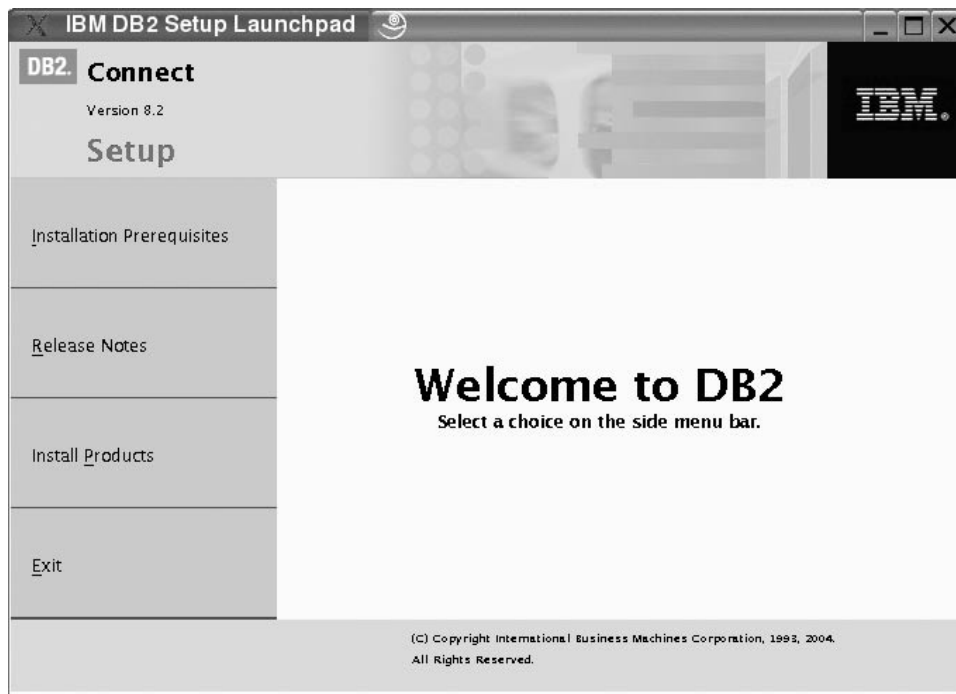 IBM DB2 Setup Launchpad
DB2. Connect
Version 8.2
Setup
IBM.
Installation Prerequisites
Release Notes
Install Products
Exit
Welcome to DB2
Select a choice on the side menu bar.
(C) Copyright International Business Machines Corporation, 1993, 2004.
All Rights Reserved.